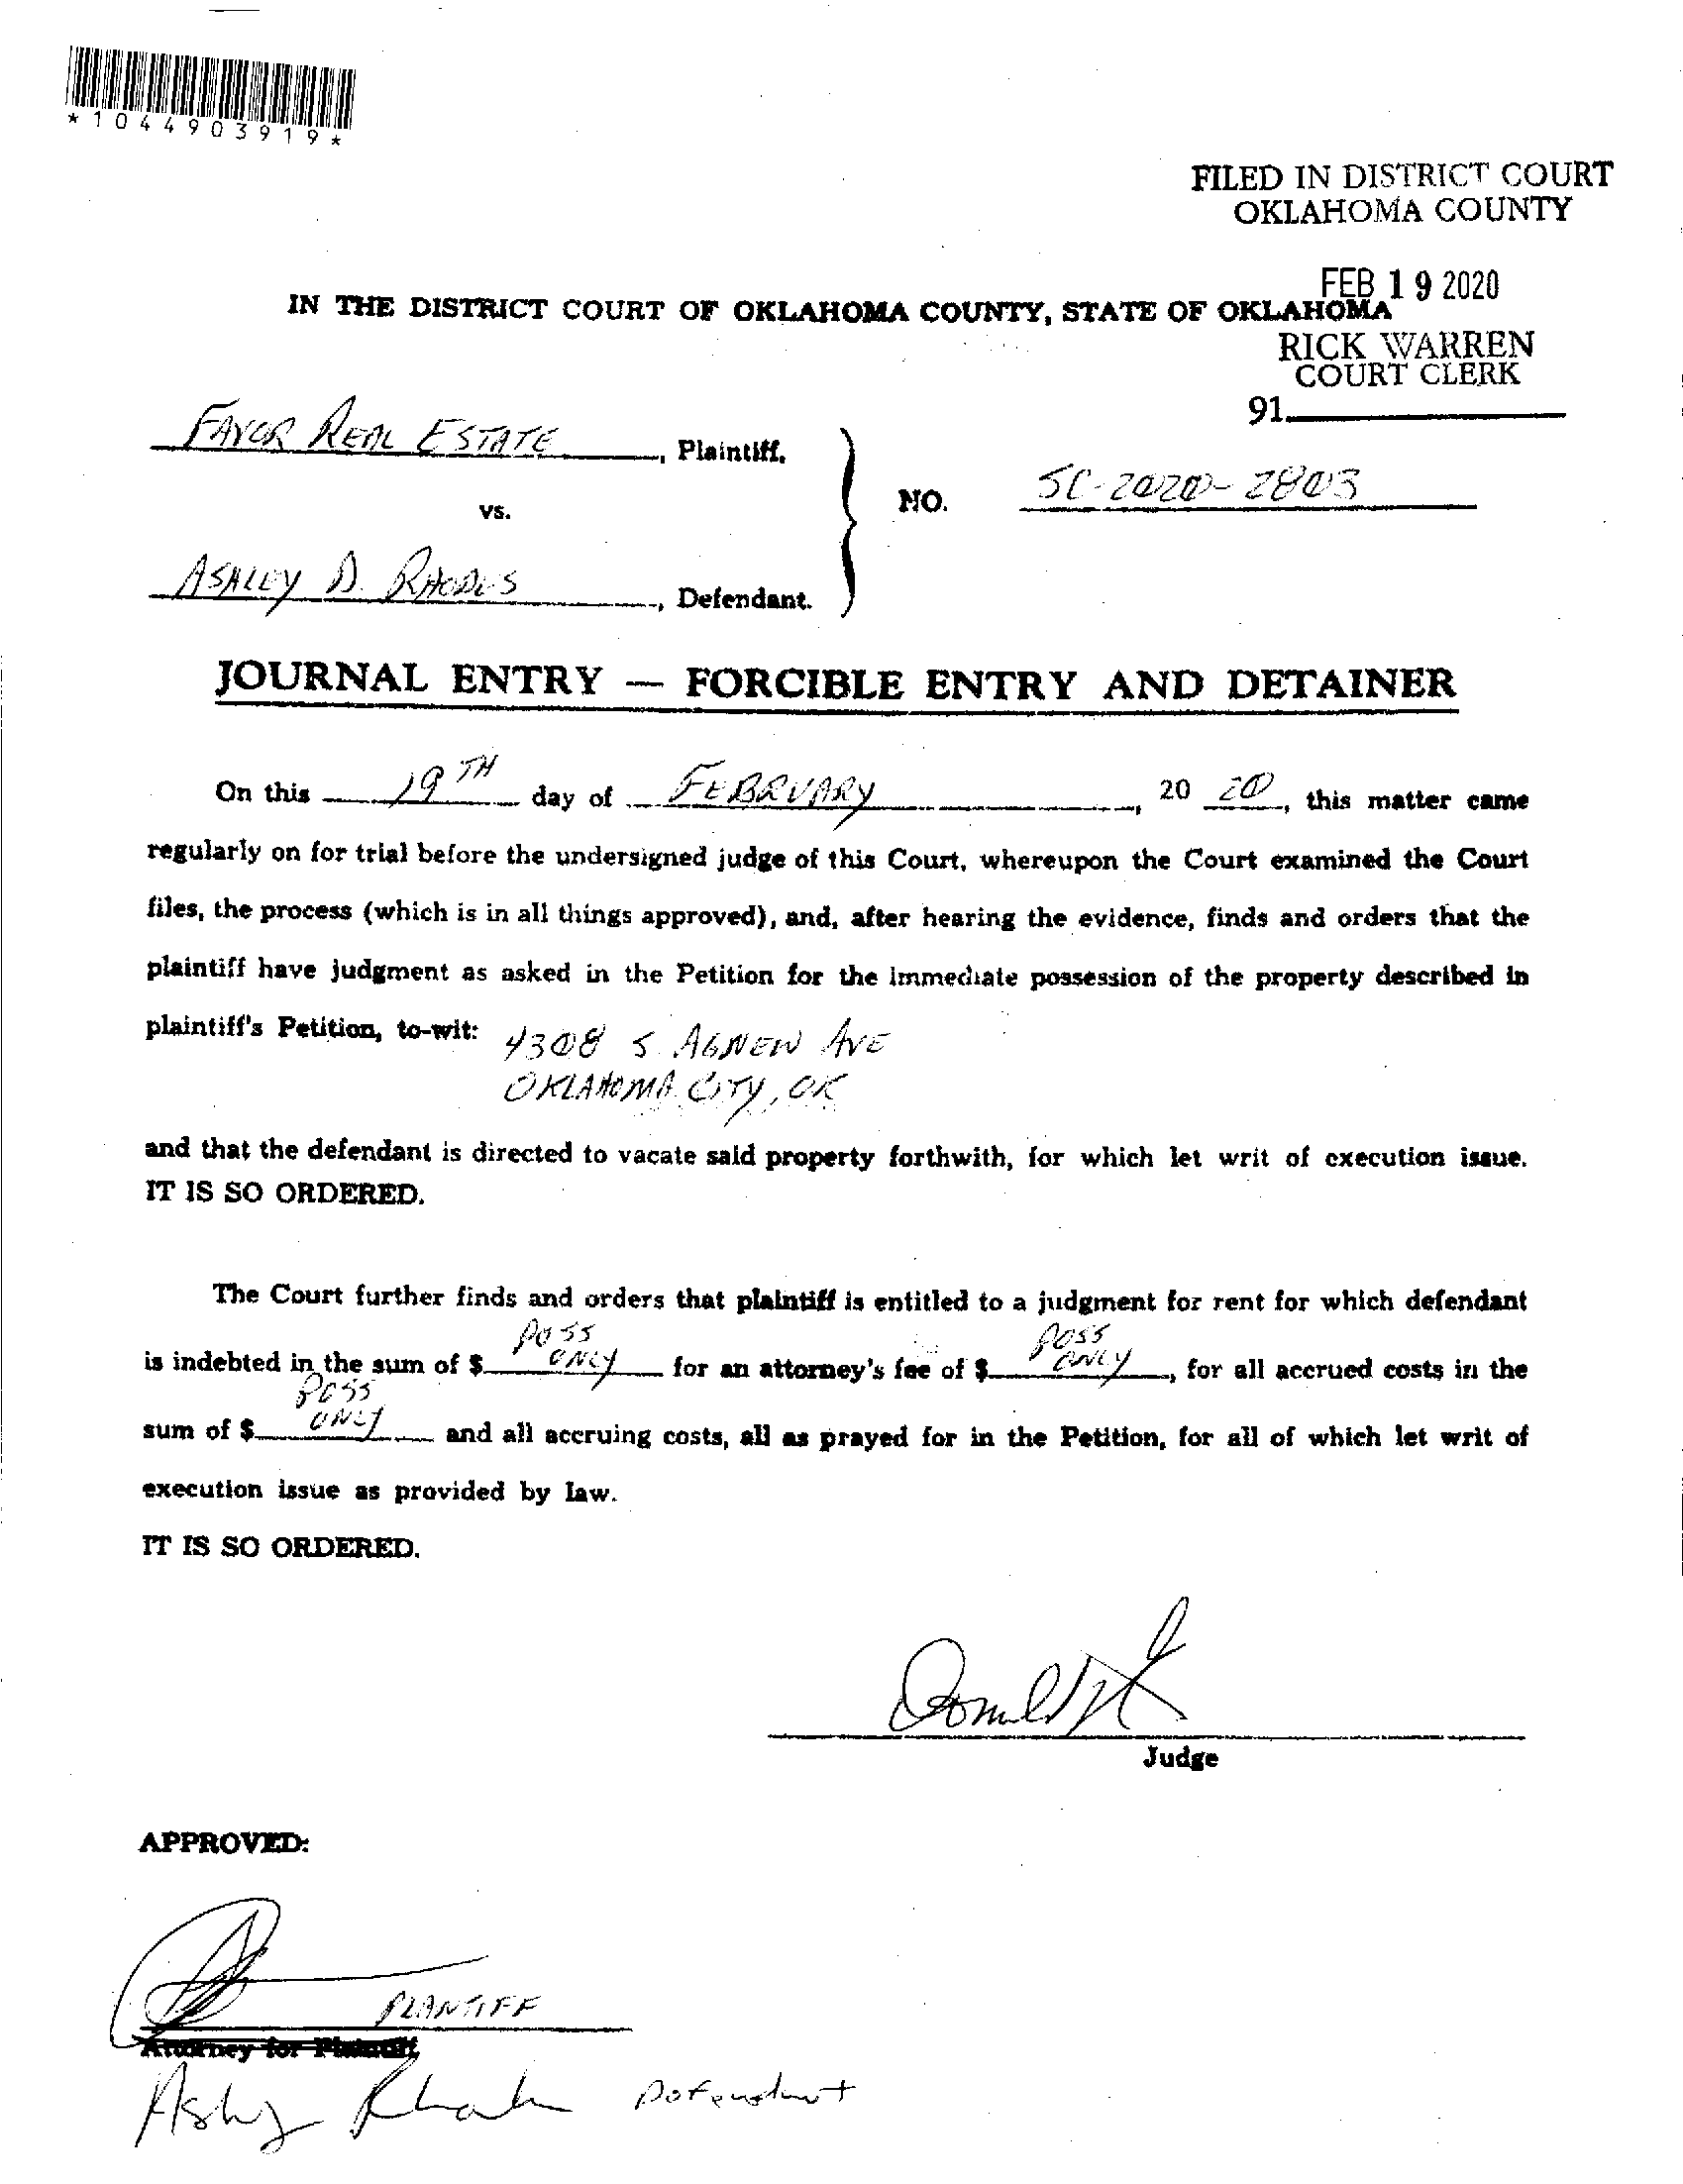 *1044903919*
FILED IN DISTRICT COURT
OKLAHOMA COUNTY
FEB 19 2020
IN THE DISTRICT COURT OF OKLAHOMA COUNTY, STATE OF OKLAHOMA
RICK WARREN
COURT CLERK
91
FAVOR REAL ESTATE, Plaintiff,
vs.
NO. SC-2020-2803
ASHLEY D. RHODES, Defendant.
JOURNAL ENTRY — FORCIBLE ENTRY AND DETAINER
On this 19TH day of FEBRUARY, 20 20, this matter came
regularly on for trial before the undersigned judge of this Court, whereupon the Court examined the Court
files, the process (which is in all things approved), and, after hearing the evidence, finds and orders that the
plaintiff have judgment as asked in the Petition for the immediate possession of the property described in
plaintiff's Petition, to-wit: 4308 S AGNEW AVE
OKLAHOMA CITY, OK
and that the defendant is directed to vacate said property forthwith, for which let writ of execution issue.
IT IS SO ORDERED.
The Court further finds and orders that plaintiff is entitled to a judgment for rent for which defendant
is indebted in the sum of $ POSS ONLY for an attorney's fee of $ POSS ONLY, for all accrued costs in the
sum of $ POSS ONLY and all accruing costs, all as prayed for in the Petition, for all of which let writ of
execution issue as provided by law.
IT IS SO ORDERED.
Judge
APPROVED:
PLANTIFF
Attorney for Plaintiff
Defendant